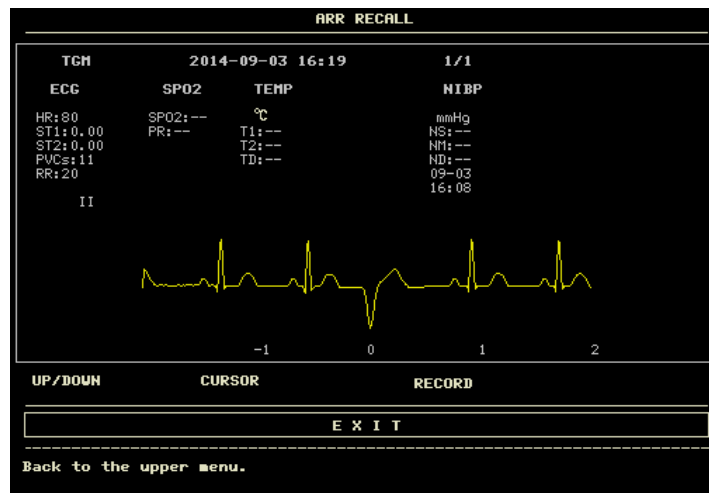 ARR RECALL
TGM 2014-09-03 16:19 1/1
ECG SPO2 TEMP NIBP
HR:80 SPO2:-- ℃ mmHg
ST1:0.00 PR:-- T1:-- NS:--
ST2:0.00 T2:-- NM:--
PVCs:11 TD:-- ND:--
RR:20 09-03
16:08
II
-1 0 1 2
UP/DOWN CURSOR RECORD
E X I T
Back to the upper menu.